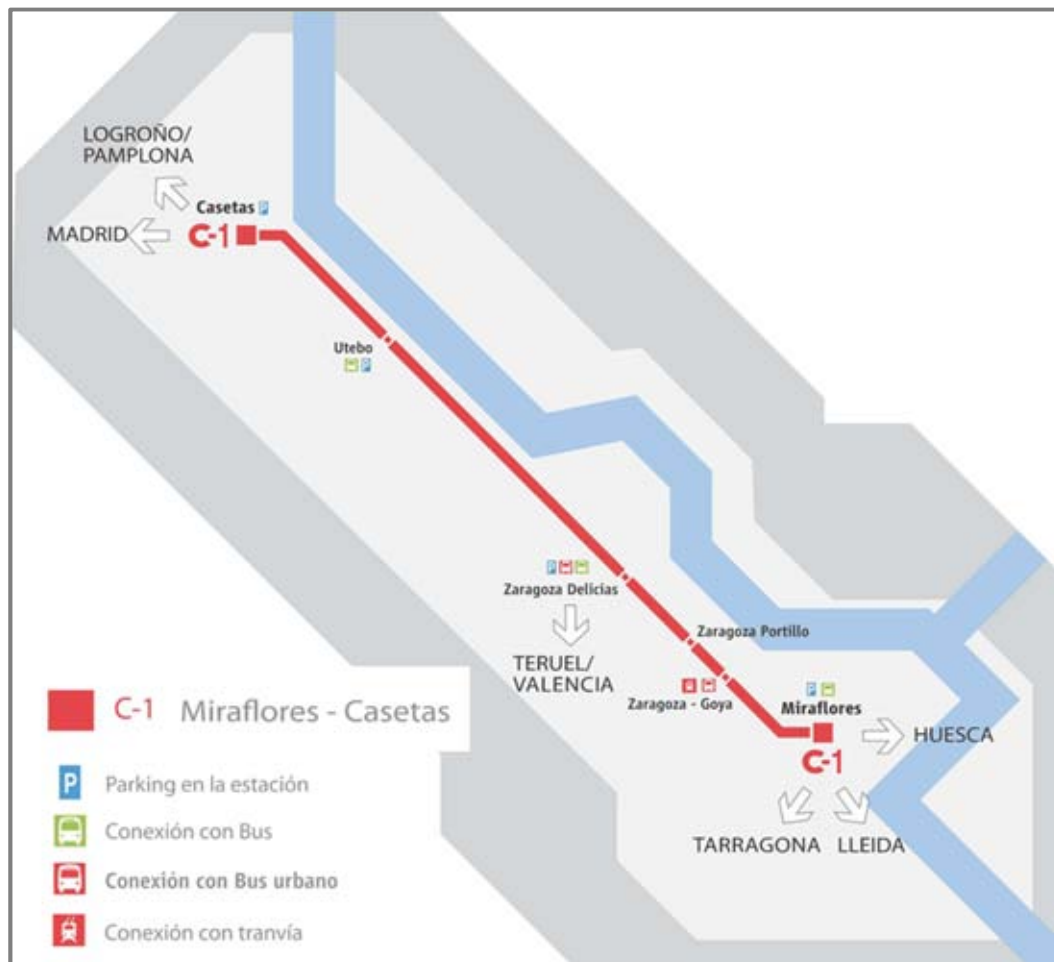 LOGROÑO/
PAMPLONA
Casetas P
MADRID
C-1
Utebo
P
P
Zaragoza Delicias
TERUEL/
VALENCIA
Zaragoza Portillo
Zaragoza - Goya
P
Miraflores
C-1
HUESCA
TARRAGONA
LLEIDA
C-1 Miraflores - Casetas
P Parking en la estación
Conexión con Bus
Conexión con Bus urbano
Conexión con tranvía